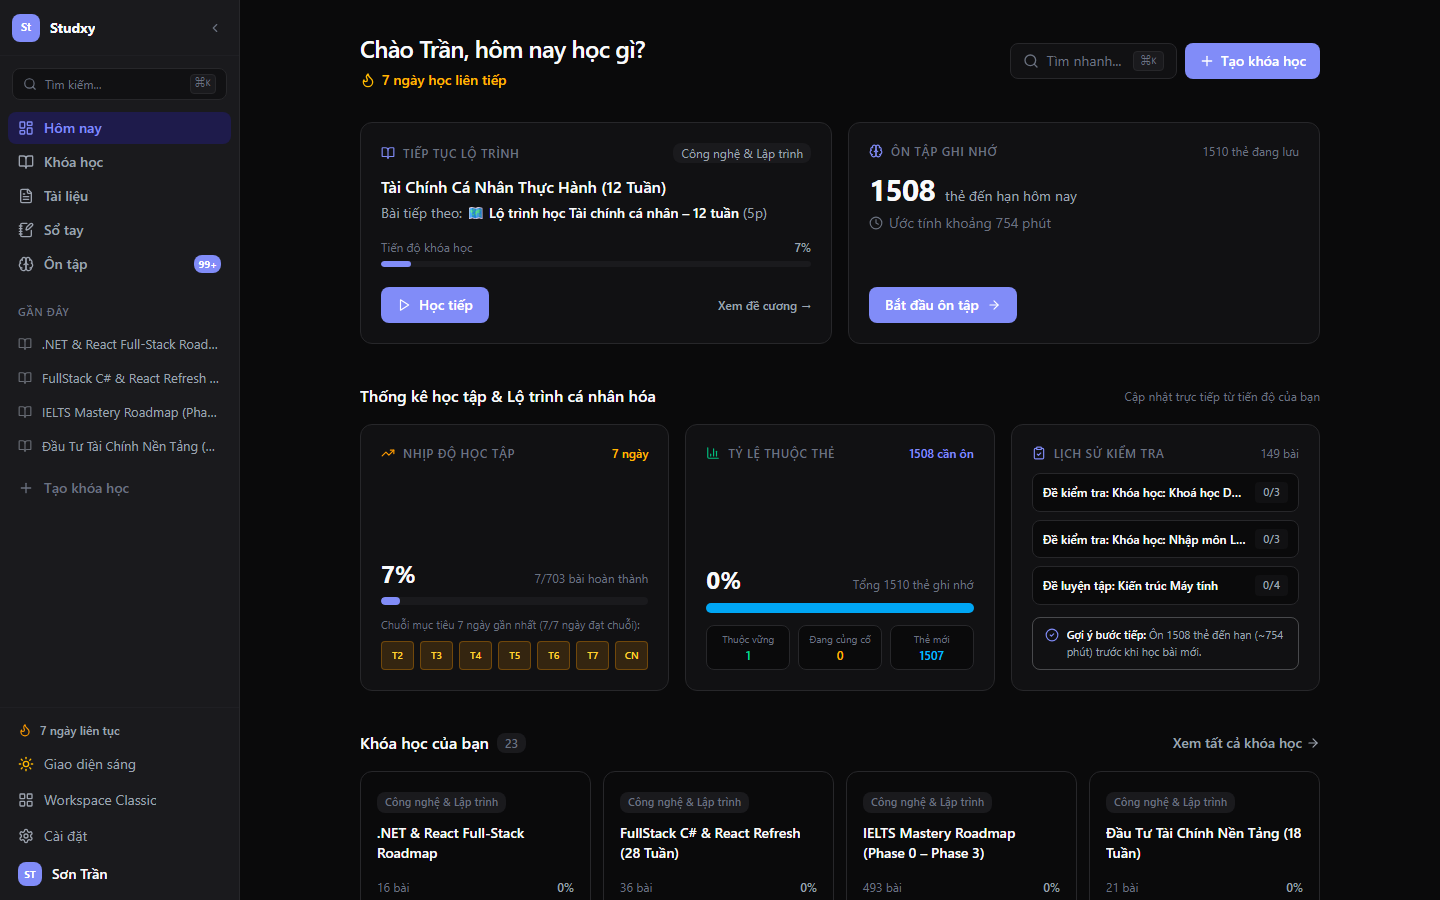 St Studxy
Tìm kiếm... ⌘K
Hôm nay
Khóa học
Tài liệu
Sổ tay
Ôn tập 99+
GẦN ĐÂY
.NET & React Full-Stack Road...
FullStack C# & React Refresh ...
IELTS Mastery Roadmap (Pha...
Đầu Tư Tài Chính Nền Tảng (...
Tạo khóa học
7 ngày liên tục
Giao diện sáng
Workspace Classic
Cài đặt
ST Sơn Trần
Chào Trần, hôm nay học gì?
7 ngày học liên tiếp
Tìm nhanh... ⌘K
Tạo khóa học
TIẾP TỤC LỘ TRÌNH Công nghệ & Lập trình
Tài Chính Cá Nhân Thực Hành (12 Tuần)
Bài tiếp theo: 🗺️ Lộ trình học Tài chính cá nhân – 12 tuần (5p)
Tiến độ khóa học 7%
Học tiếp Xem đề cương →
ÔN TẬP GHI NHỚ 1510 thẻ đang lưu
1508 thẻ đến hạn hôm nay
Ước tính khoảng 754 phút
Bắt đầu ôn tập →
Thống kê học tập & Lộ trình cá nhân hóa Cập nhật trực tiếp từ tiến độ của bạn
NHỊP ĐỘ HỌC TẬP 7 ngày
7% 7/703 bài hoàn thành
Chuỗi mục tiêu 7 ngày gần nhất (7/7 ngày đạt chuỗi):
T2 T3 T4 T5 T6 T7 CN
TỶ LỆ THUỘC THẺ 1508 cần ôn
0% Tổng 1510 thẻ ghi nhớ
Thuộc vững Đang củng cố Thẻ mới
1 0 1507
LỊCH SỬ KIỂM TRA 149 bài
Đề kiểm tra: Khóa học: Khoá học D... 0/3
Đề kiểm tra: Khóa học: Nhập môn L... 0/3
Đề luyện tập: Kiến trúc Máy tính 0/4
Gợi ý bước tiếp: Ôn 1508 thẻ đến hạn (~754
phút) trước khi học bài mới.
Khóa học của bạn 23 Xem tất cả khóa học →
Công nghệ & Lập trình
.NET & React Full-Stack
Roadmap
16 bài 0%
Công nghệ & Lập trình
FullStack C# & React Refresh
(28 Tuần)
36 bài 0%
Công nghệ & Lập trình
IELTS Mastery Roadmap
(Phase 0 – Phase 3)
493 bài 0%
Công nghệ & Lập trình
Đầu Tư Tài Chính Nền Tảng (18
Tuần)
21 bài 0%